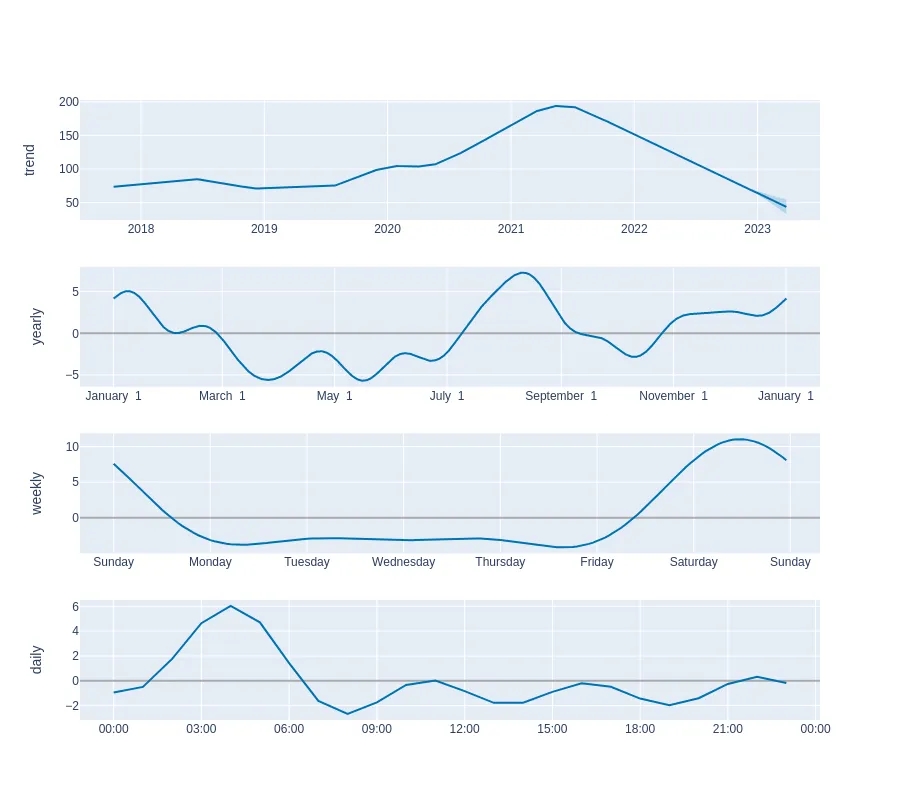 trend
200
150
100
50
2018 2019 2020 2021 2022 2023
yearly
5
0
−5
January 1 March 1 May 1 July 1 September 1 November 1 January 1
weekly
10
5
0
Sunday Monday Tuesday Wednesday Thursday Friday Saturday Sunday
daily
6
4
2
0
−2
00:00 03:00 06:00 09:00 12:00 15:00 18:00 21:00 00:00